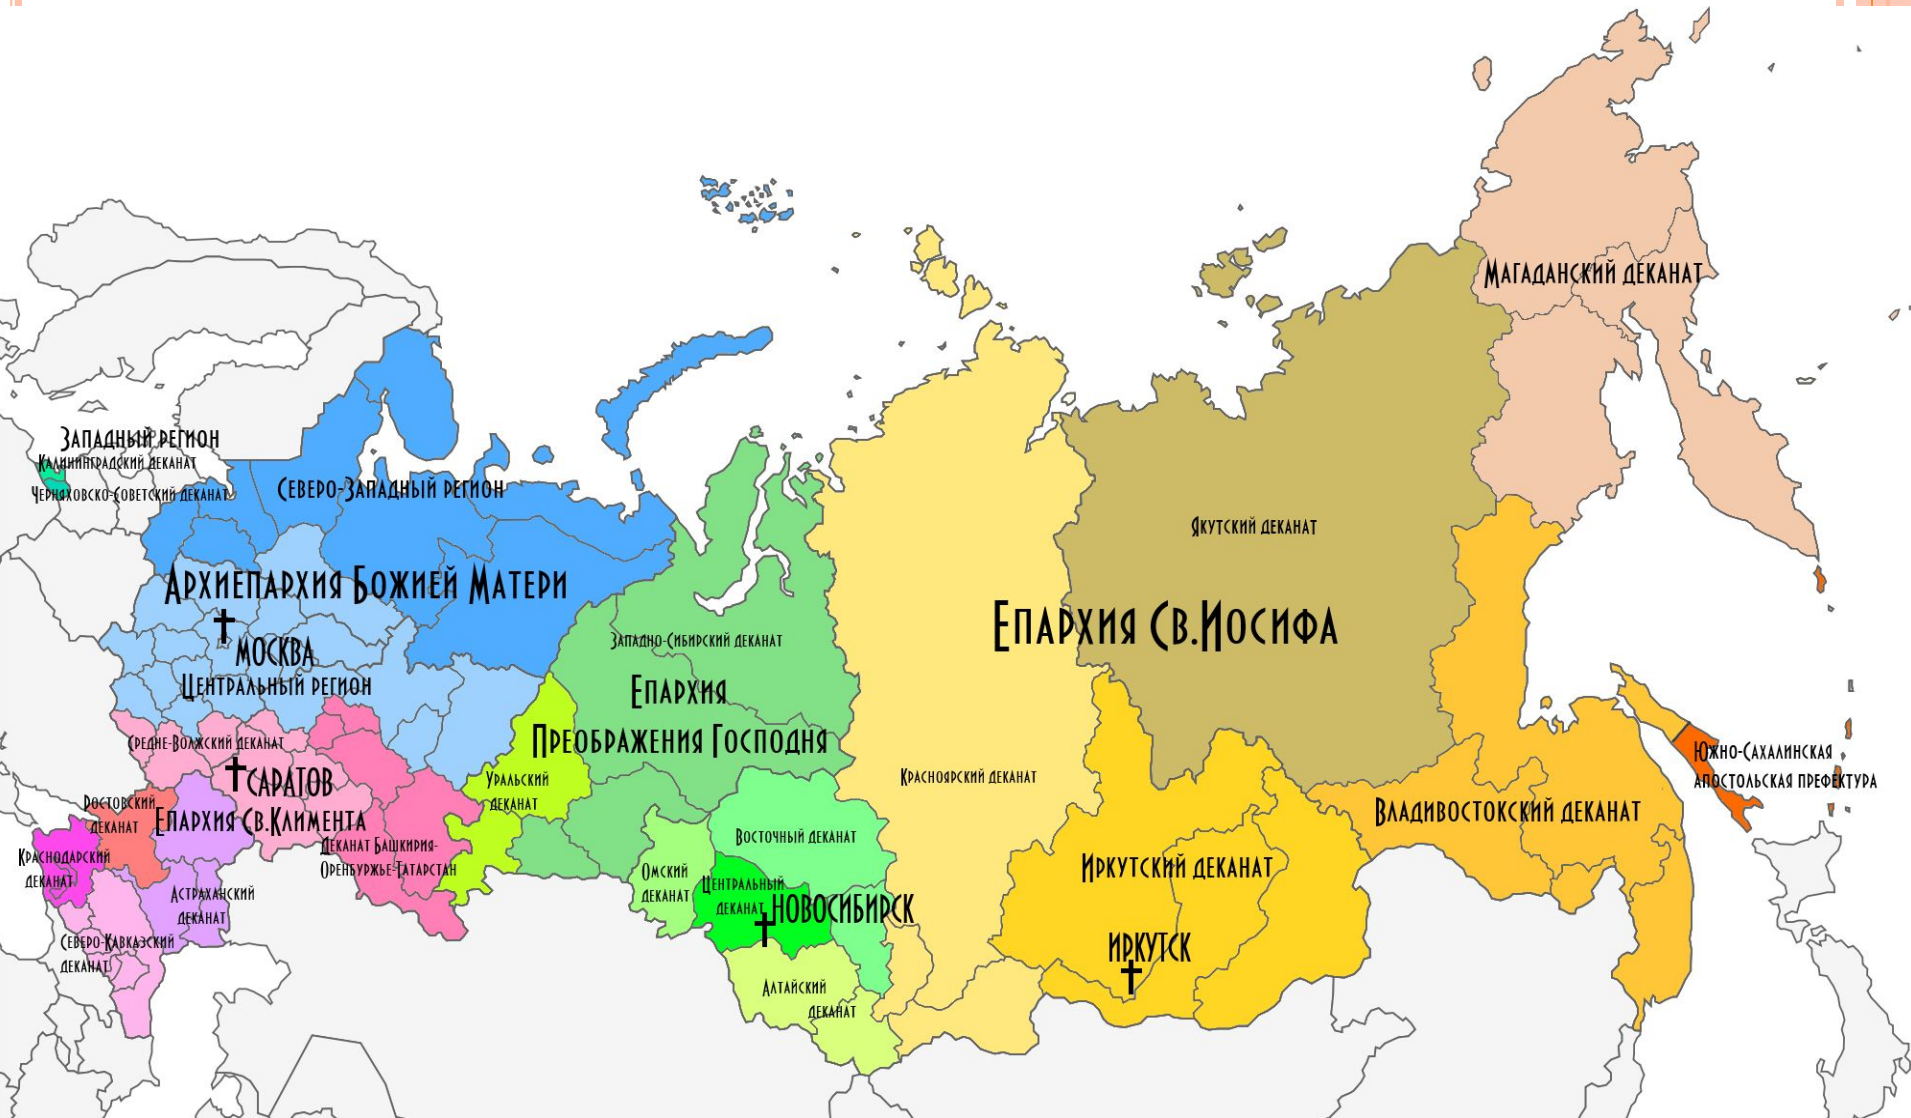 Магаданский деканат
Западный регион
Калининградский деканат
Черняховско-Советский деканат
Северо-Западный регион
Якутский деканат
Архиепархия Божией Матери
Москва
Центральный регион
Западно-Сибирский деканат
Епархия Св.Иосифа
Епархия
Преображения Господня
Средне-Волжский деканат
Саратов
Уральский
деканат
Красноярский деканат
Южно-Сахалинская
апостольская префектура
Ростовский
деканат
Епархия Св.Климента
Владивостокский деканат
Краснодарский
деканат
Деканат Башкирия-
Оренбуржье-Татарстан
Восточный деканат
Омский
деканат
Центральный
деканат
Новосибирск
Иркутский деканат
Астраханский
деканат
Северо-Кавказский
деканат
Иркутск
Алтайский
деканат